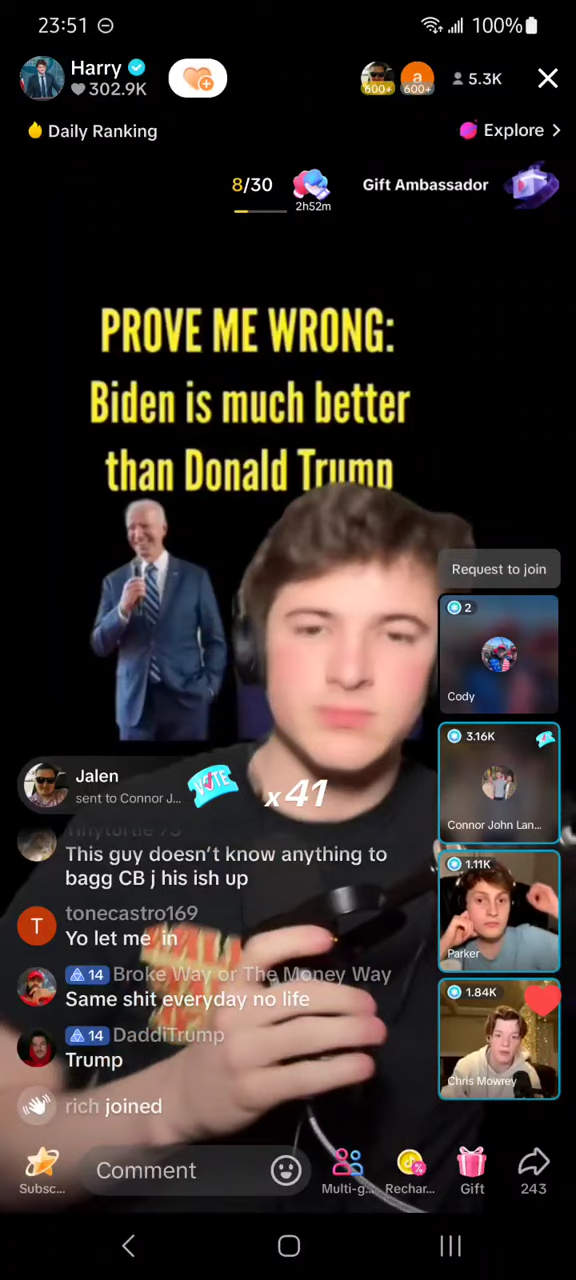 23:51
100%
Harry
302.9K
600+
a
600+
5.3K
Daily Ranking
Explore >
8/30
2h52m
Gift Ambassador
PROVE ME WRONG:
Biden is much better
than Donald Trump
Request to join
2
Cody
3.16K
Connor John Lan...
1.11K
Parker
1.84K
Chris Mowrey
Jalen
sent to Connor J...
VOTE
x41
This guy doesn't know anything to
bagg CB j his ish up
T
tonecastro169
Yo let me in
14 Broke Way or The Money Way
Same shit everyday no life
14 DaddiTrump
Trump
rich joined
Subsc...
Comment
Multi-g...
Rechar...
Gift
243